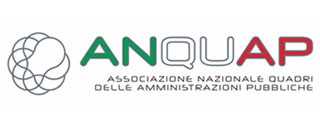 ANQUAP
ASSOCIAZIONE NAZIONALE QUADRI
DELLE AMMINISTRAZIONI PUBBLICHE